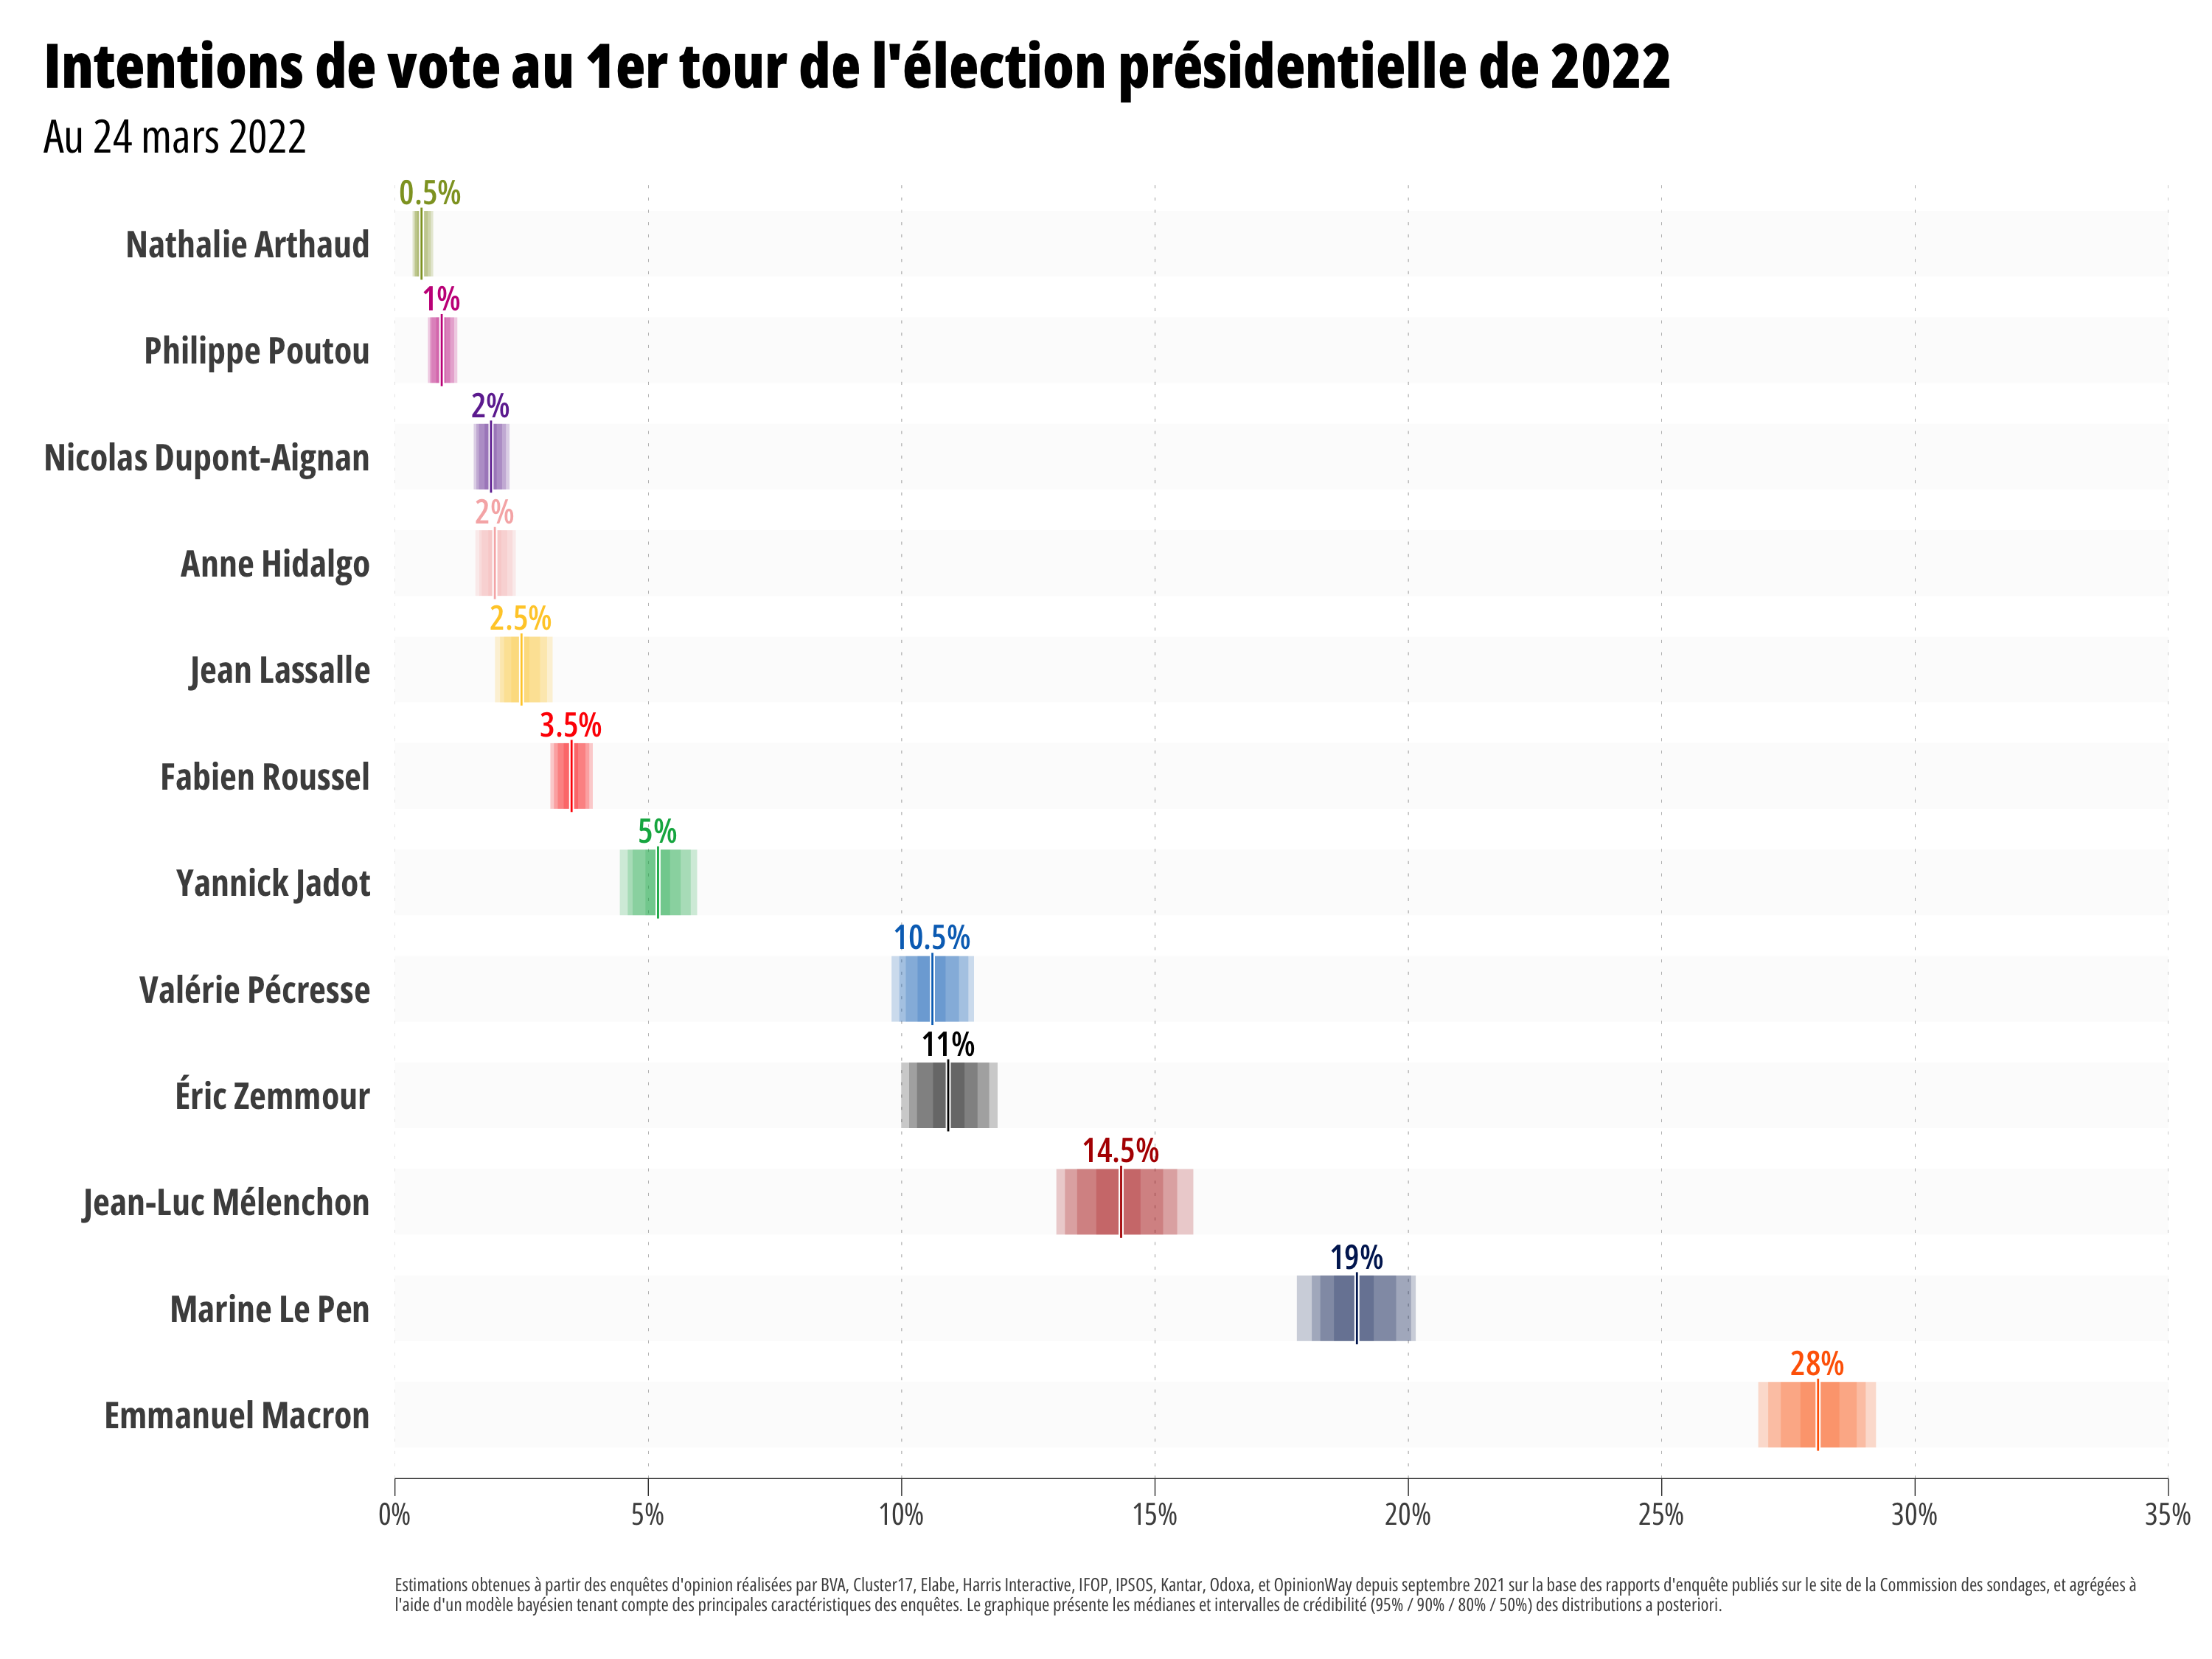 Intentions de vote au 1er tour de l'élection présidentielle de 2022
Au 24 mars 2022
0.5%
Nathalie Arthaud
1%
Philippe Poutou
2%
Nicolas Dupont-Aignan
2%
Anne Hidalgo
2.5%
Jean Lassalle
3.5%
Fabien Roussel
5%
Yannick Jadot
10.5%
Valérie Pécresse
11%
Éric Zemmour
14.5%
Jean-Luc Mélenchon
19%
Marine Le Pen
28%
Emmanuel Macron
0% 5% 10% 15% 20% 25% 30% 35%
Estimations obtenues à partir des enquêtes d'opinion réalisées par BVA, Cluster17, Elabe, Harris Interactive, IFOP, IPSOS, Kantar, Odoxa, et OpinionWay depuis septembre 2021 sur la base des rapports d'enquête publiés sur le site de la Commission des sondages, et agrégées à
l'aide d'un modèle bayésien tenant compte des principales caractéristiques des enquêtes. Le graphique présente les médianes et intervalles de crédibilité (95% / 90% / 80% / 50%) des distributions a posteriori.